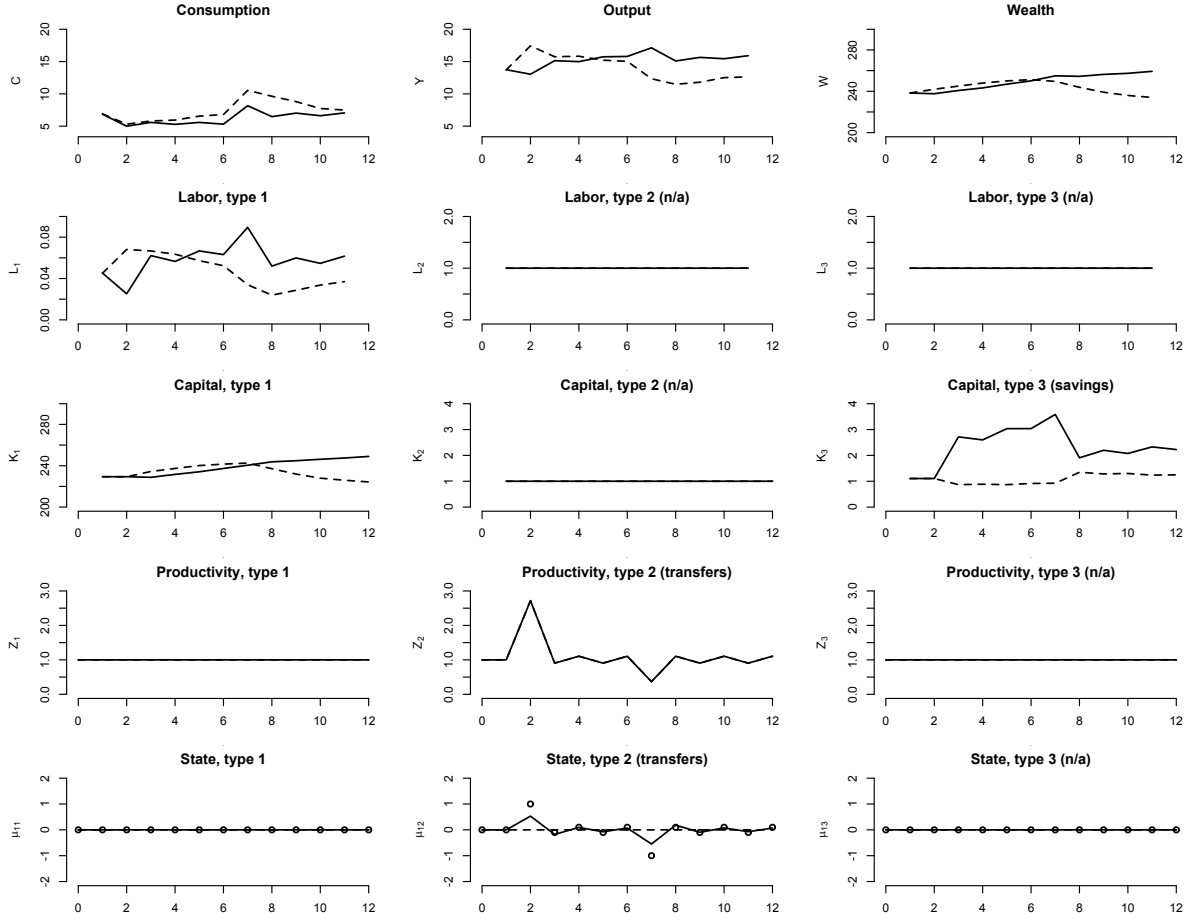 Consumption Output Wealth
C 5 10 15 20 Y 5 10 15 20 W 200 240 280
0 2 4 6 8 10 12 0 2 4 6 8 10 12 0 2 4 6 8 10 12
Labor, type 1 Labor, type 2 (n/a) Labor, type 3 (n/a)
L1 0.00 0.04 0.08 L2 0.0 1.0 2.0 L3 0.0 1.0 2.0
0 2 4 6 8 10 12 0 2 4 6 8 10 12 0 2 4 6 8 10 12
Capital, type 1 Capital, type 2 (n/a) Capital, type 3 (savings)
K1 200 240 280 K2 0 1 2 3 4 K3 0 1 2 3 4
0 2 4 6 8 10 12 0 2 4 6 8 10 12 0 2 4 6 8 10 12
Productivity, type 1 Productivity, type 2 (transfers) Productivity, type 3 (n/a)
Z1 0.0 1.0 2.0 3.0 Z2 0.0 1.0 2.0 3.0 Z3 0.0 1.0 2.0 3.0
0 2 4 6 8 10 12 0 2 4 6 8 10 12 0 2 4 6 8 10 12
State, type 1 State, type 2 (transfers) State, type 3 (n/a)
μ11 -2 -1 0 1 2 μ12 -2 -1 0 1 2 μ13 -2 -1 0 1 2
0 2 4 6 8 10 12 0 2 4 6 8 10 12 0 2 4 6 8 10 12